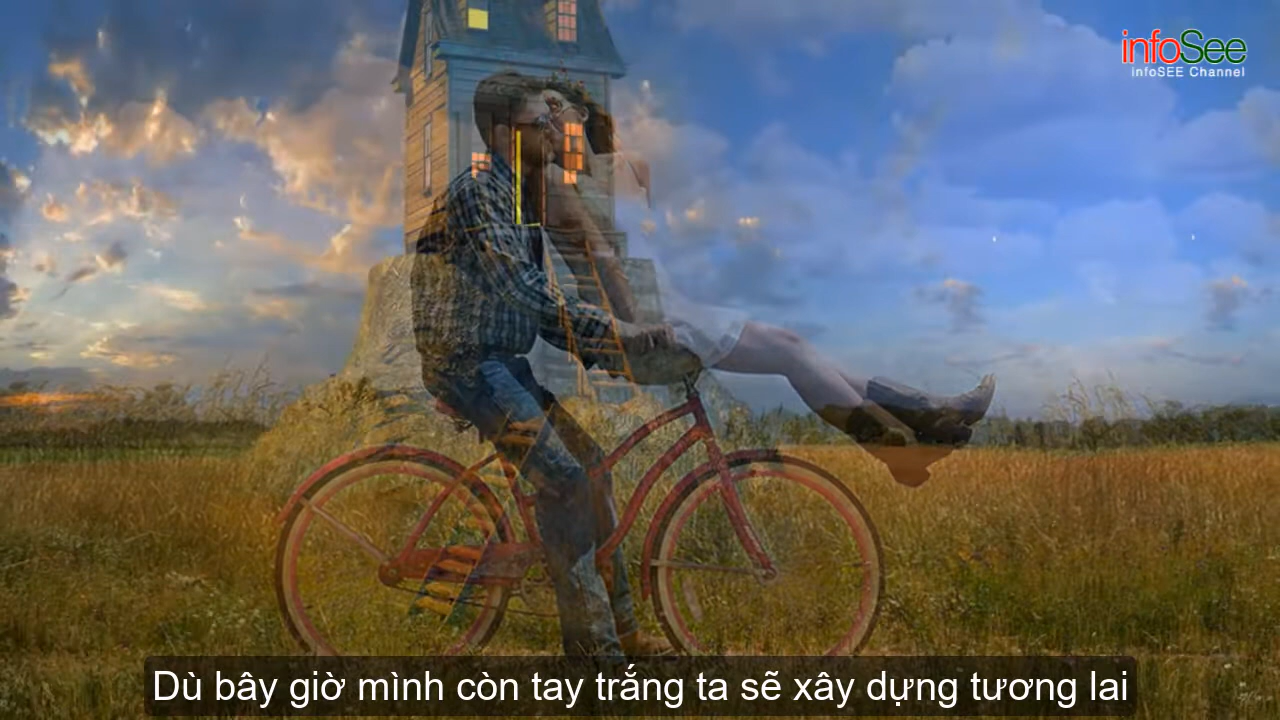 infoSee
infoSEE Channel
Dù bây giờ mình còn tay trắng ta sẽ xây dựng tương lai